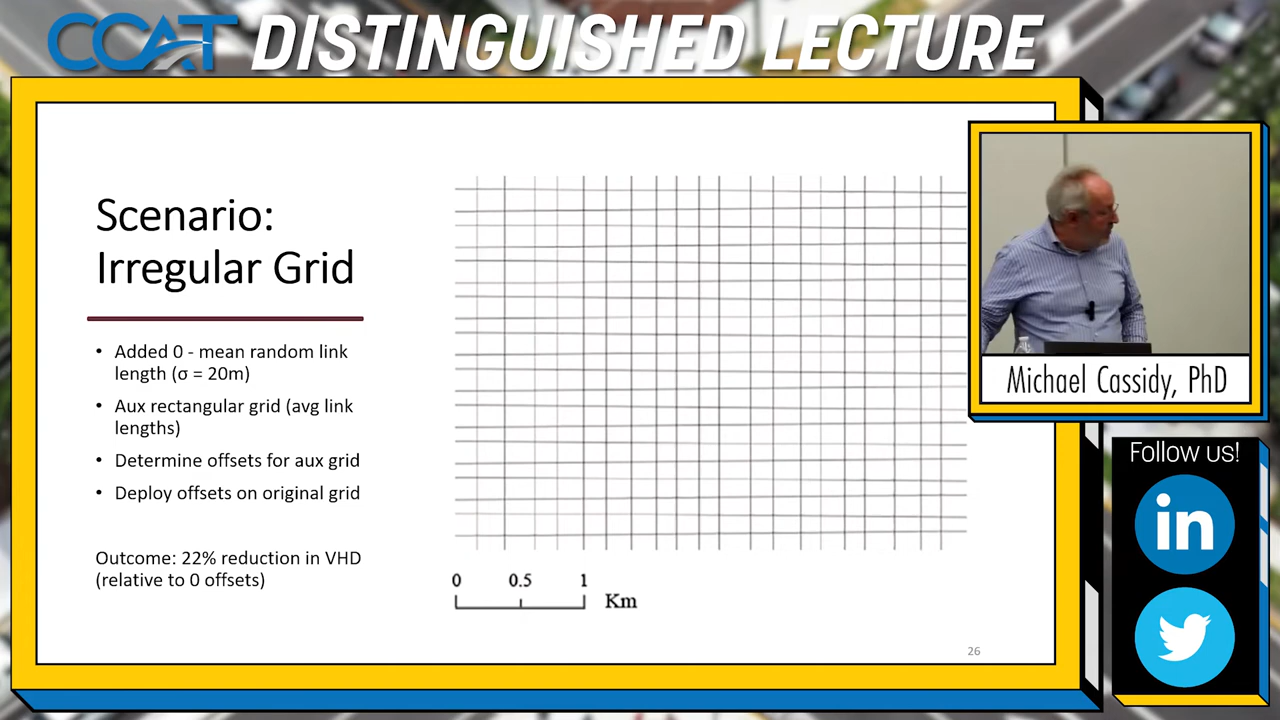 CCAT DISTINGUISHED LECTURE
Scenario:
Irregular Grid
• Added 0 - mean random link
length (σ = 20m)
• Aux rectangular grid (avg link
lengths)
• Determine offsets for aux grid
• Deploy offsets on original grid
Outcome: 22% reduction in VHD
(relative to 0 offsets)
0 0.5 1
Km
26
Michael Cassidy, PhD
Follow us!
in